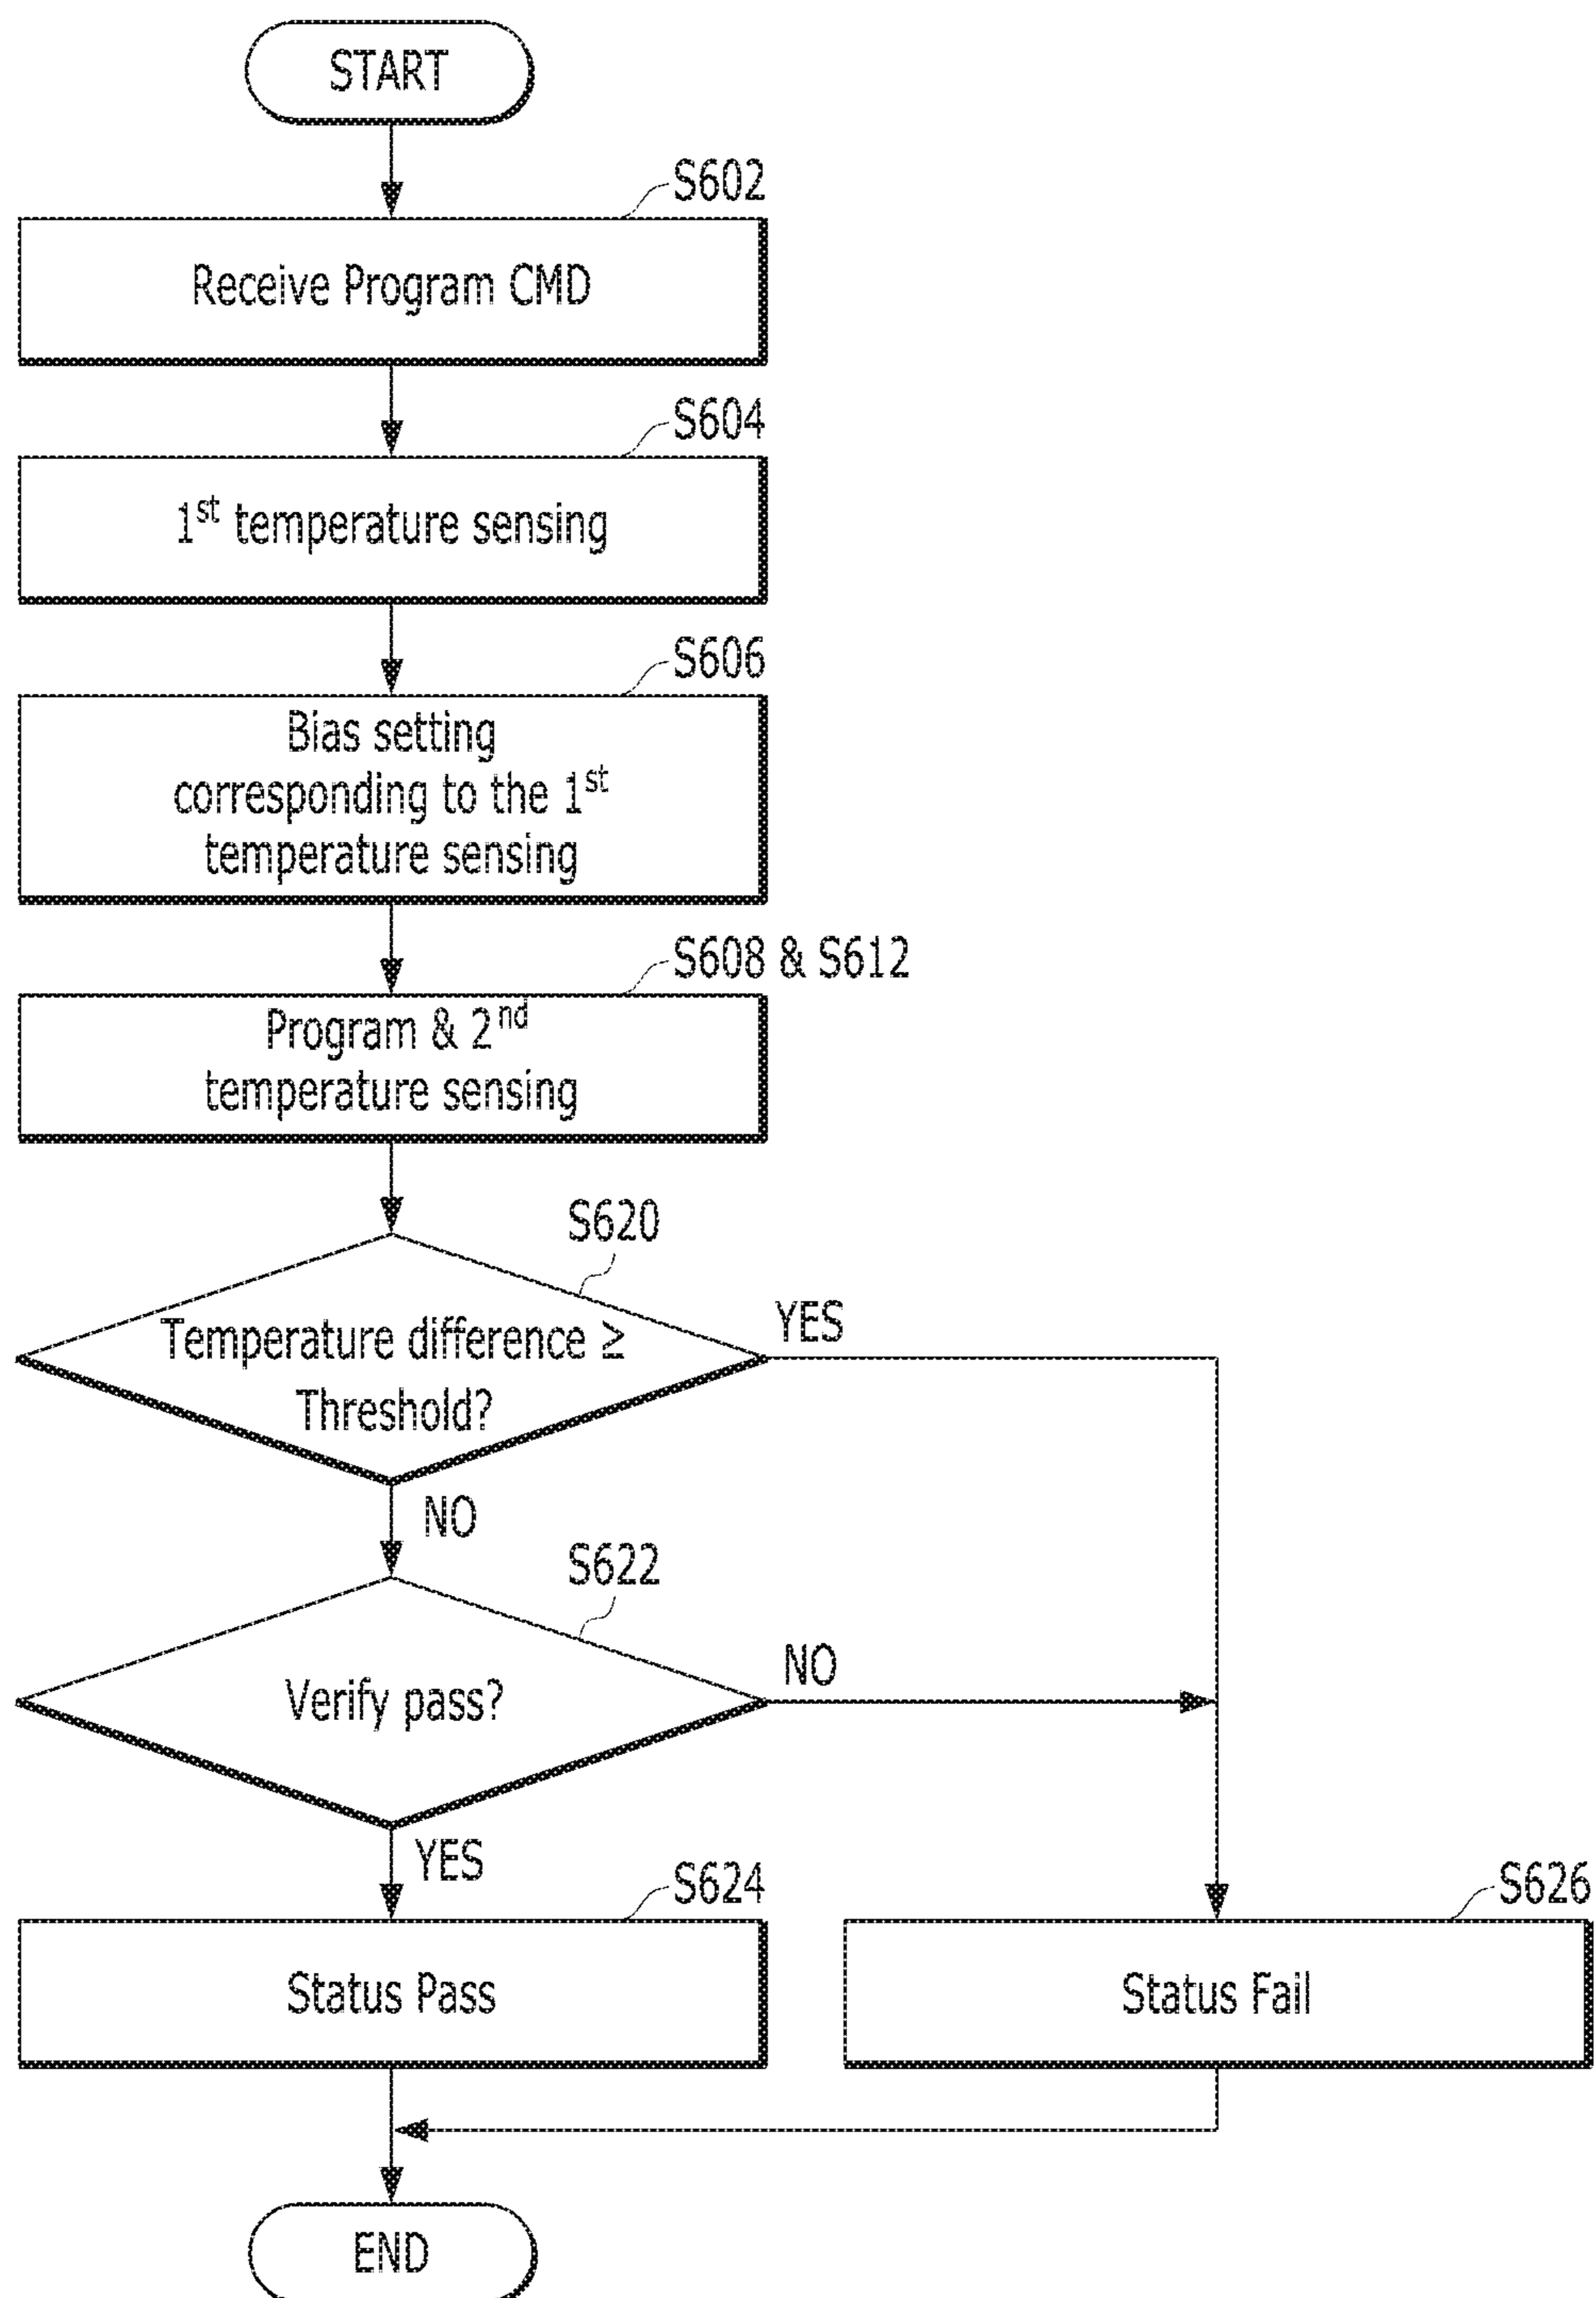 START
S602
Receive Program CMD
S604
1st temperature sensing
S606
Bias setting
corresponding to the 1st
temperature sensing
S608 & S612
Program & 2nd
temperature sensing
S620
Temperature difference ≥
Threshold?
YES
NO
S622
Verify pass?
NO
YES
S624
Status Pass
S626
Status Fail
END